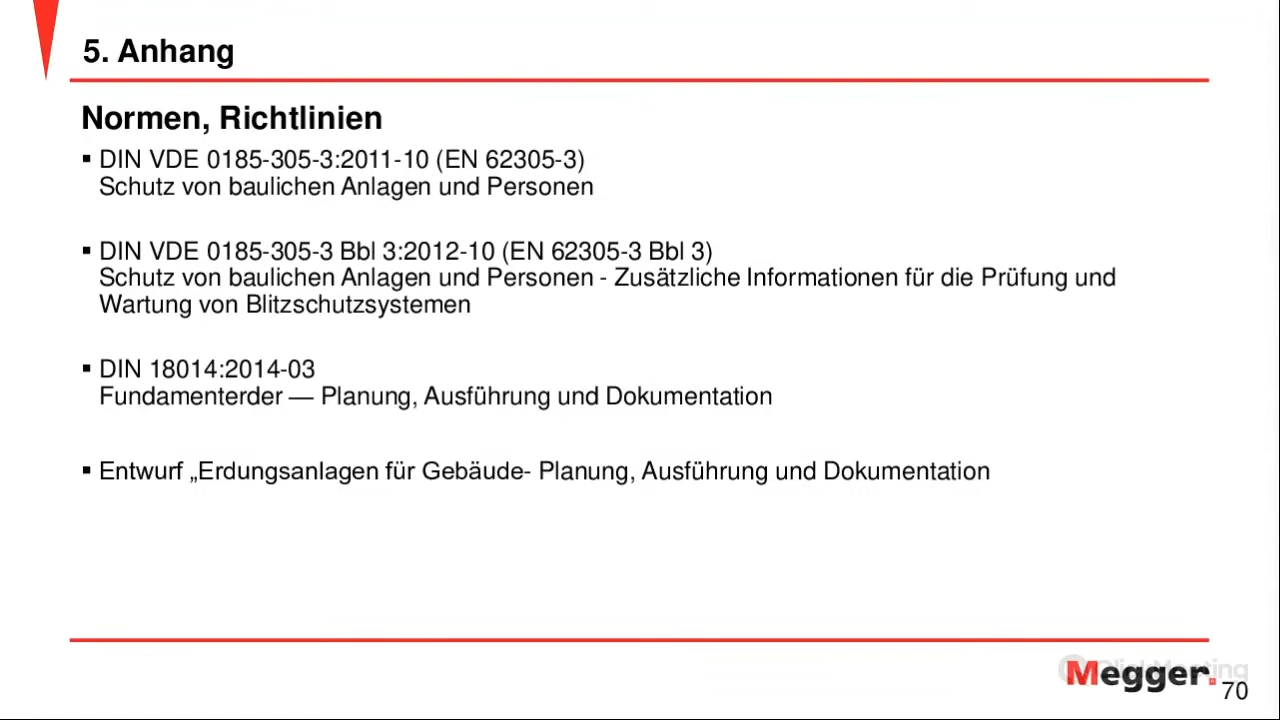 5. Anhang
Normen, Richtlinien
▪ DIN VDE 0185-305-3:2011-10 (EN 62305-3)
Schutz von baulichen Anlagen und Personen
▪ DIN VDE 0185-305-3 Bbl 3:2012-10 (EN 62305-3 Bbl 3)
Schutz von baulichen Anlagen und Personen - Zusätzliche Informationen für die Prüfung und
Wartung von Blitzschutzsystemen
▪ DIN 18014:2014-03
Fundamenterder — Planung, Ausführung und Dokumentation
▪ Entwurf „Erdungsanlagen für Gebäude- Planung, Ausführung und Dokumentation
Megger.
70